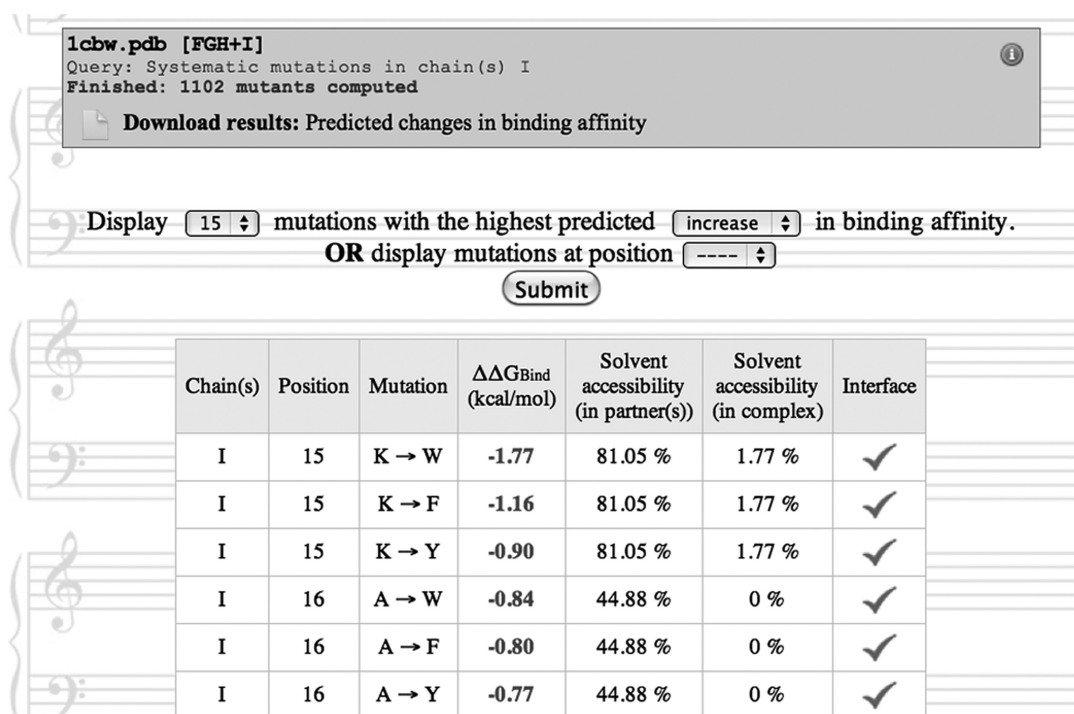 1cbw.pdb [FGH+I]
Query: Systematic mutations in chain(s) I
Finished: 1102 mutants computed
Download results: Predicted changes in binding affinity
Display 15 mutations with the highest predicted increase in binding affinity.
OR display mutations at position ----
Submit
Chain(s) Position Mutation ΔΔGBind (kcal/mol) Solvent accessibility (in partner(s)) Solvent accessibility (in complex) Interface
I 15 K → W -1.77 81.05 % 1.77 %
I 15 K → F -1.16 81.05 % 1.77 %
I 15 K → Y -0.90 81.05 % 1.77 %
I 16 A → W -0.84 44.88 % 0 %
I 16 A → F -0.80 44.88 % 0 %
I 16 A → Y -0.77 44.88 % 0 %